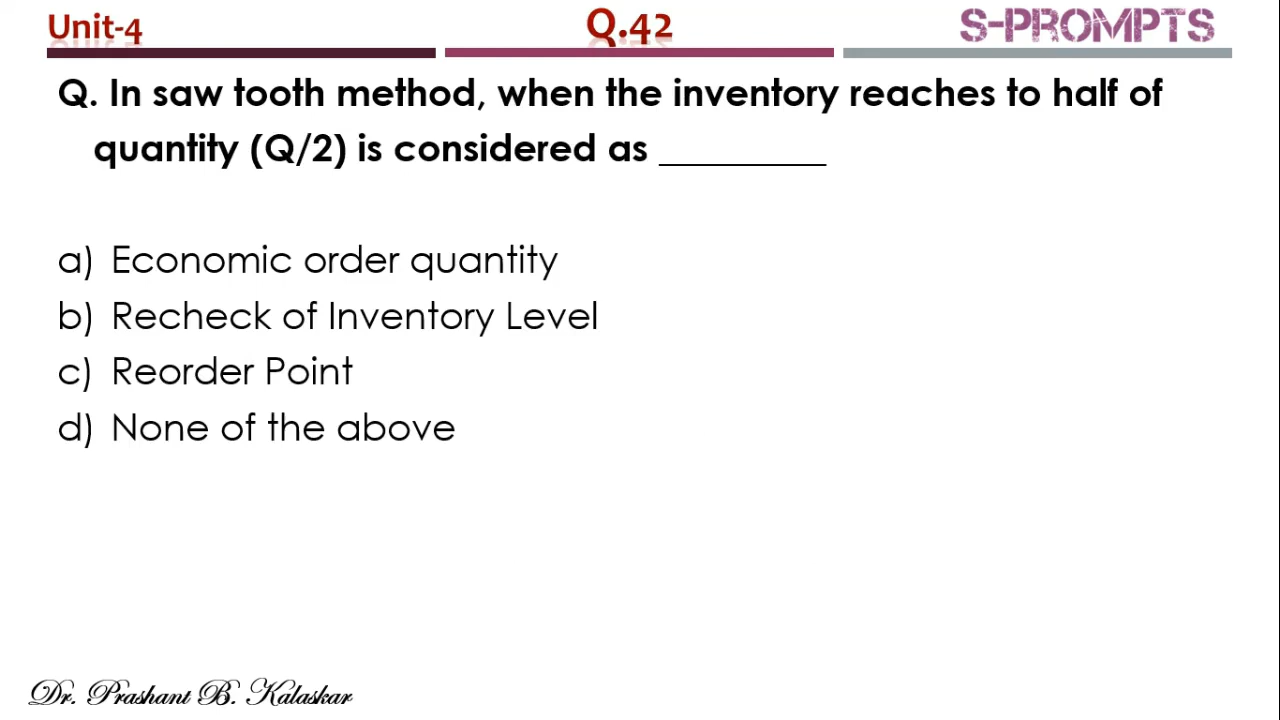 Unit-4 Q.42 S-PROMPTS
Q. In saw tooth method, when the inventory reaches to half of
quantity (Q/2) is considered as ________
a) Economic order quantity
b) Recheck of Inventory Level
c) Reorder Point
d) None of the above
Dr. Prashant B. Kalaskar